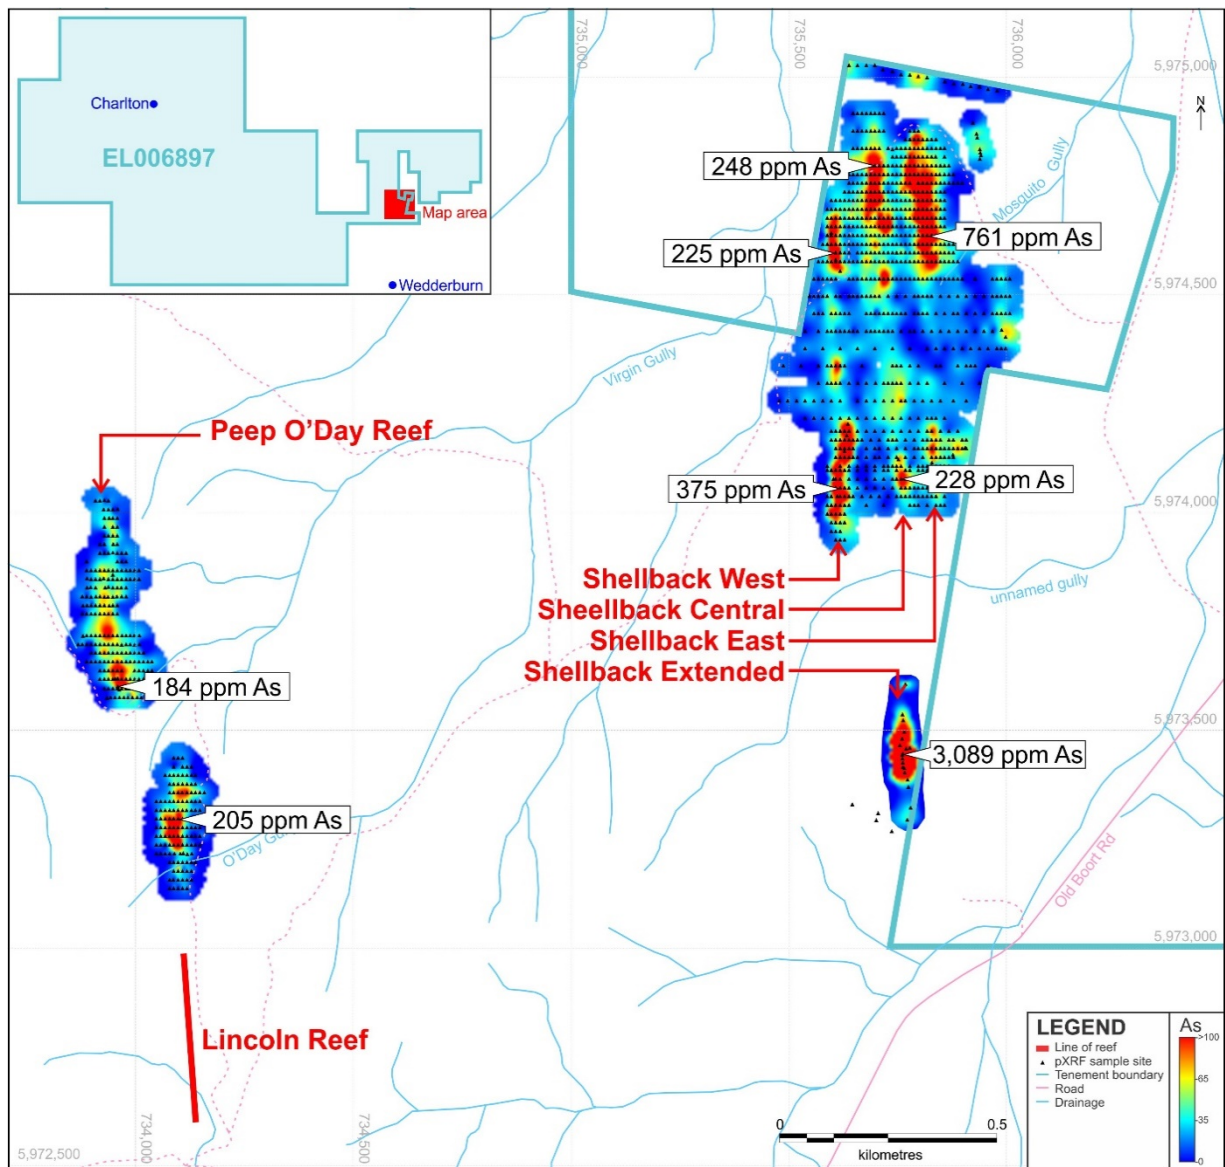 Charlton
EL006897
Map area
Wedderburn
735,000
735,500
736,000
5,975,000
N
248 ppm As
Mosquito Gully
761 ppm As
225 ppm As
5,974,500
Virgin Gully
Peep O'Day Reef
375 ppm As
228 ppm As
5,974,000
Shellback West
Sheellback Central
Shellback East
Shellback Extended
unnamed gully
184 ppm As
5,973,500
3,089 ppm As
205 ppm As
O'Day
Old Boort Rd
5,973,000
Lincoln Reef
734,000
734,500
5,972,500
0
0.5
kilometres
LEGEND
Line of reef
pXRF sample site
Tenement boundary
Road
Drainage
As
>100
65
35
0